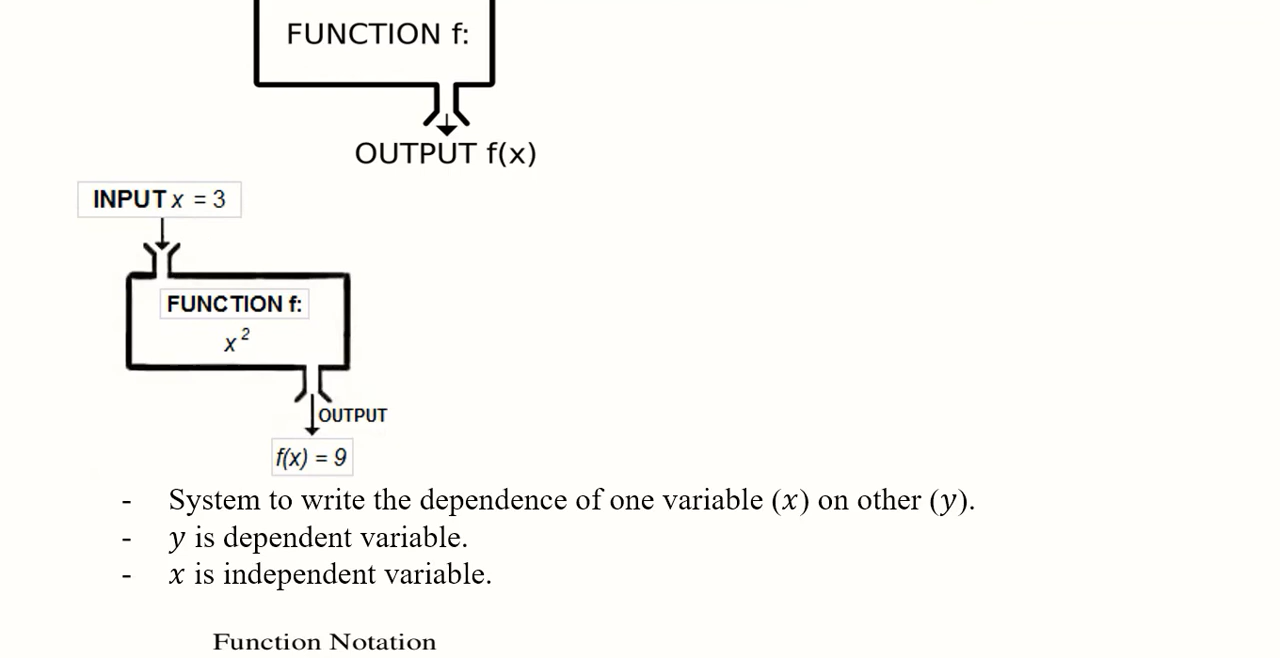 FUNCTION f:
OUTPUT f(x)
INPUT x = 3
FUNCTION f:
x²
OUTPUT
f(x) = 9
- System to write the dependence of one variable (x) on other (y).
- y is dependent variable.
- x is independent variable.
Function Notation